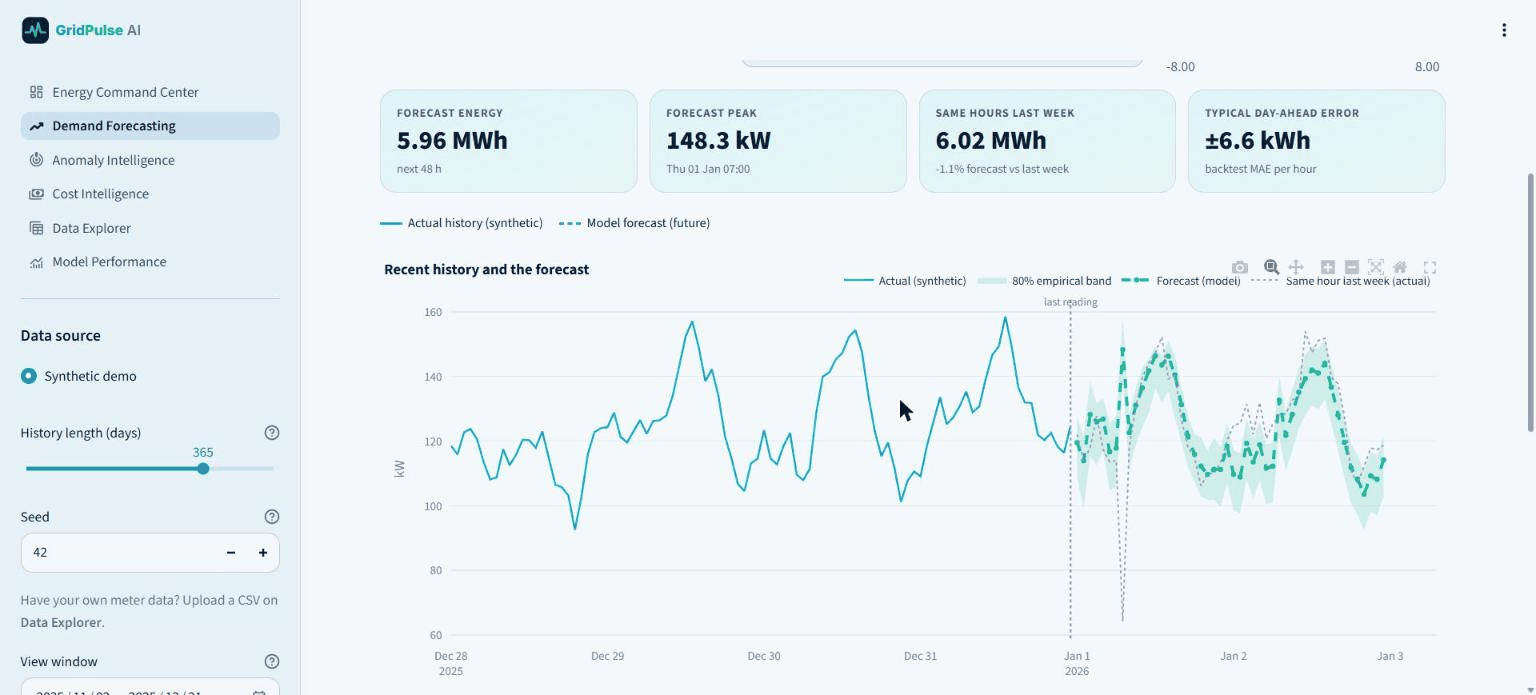 GridPulse AI
-8.00
8.00
Energy Command Center
Demand Forecasting
Anomaly Intelligence
Cost Intelligence
Data Explorer
Model Performance
Data source
Synthetic demo
History length (days)
365
Seed
42
Have your own meter data? Upload a CSV on
Data Explorer.
View window
FORECAST ENERGY
5.96 MWh
next 48 h
FORECAST PEAK
148.3 kW
Thu 01 Jan 07:00
SAME HOURS LAST WEEK
6.02 MWh
-1.1% forecast vs last week
TYPICAL DAY-AHEAD ERROR
±6.6 kWh
backtest MAE per hour
Actual history (synthetic) Model forecast (future)
Recent history and the forecast
Actual (synthetic) 80% empirical band Forecast (model) Same hour last week (actual)
last reading
160
140
120
100
80
60
kW
Dec 28 Dec 29 Dec 30 Dec 31 Jan 1 Jan 2 Jan 3
2025 2026